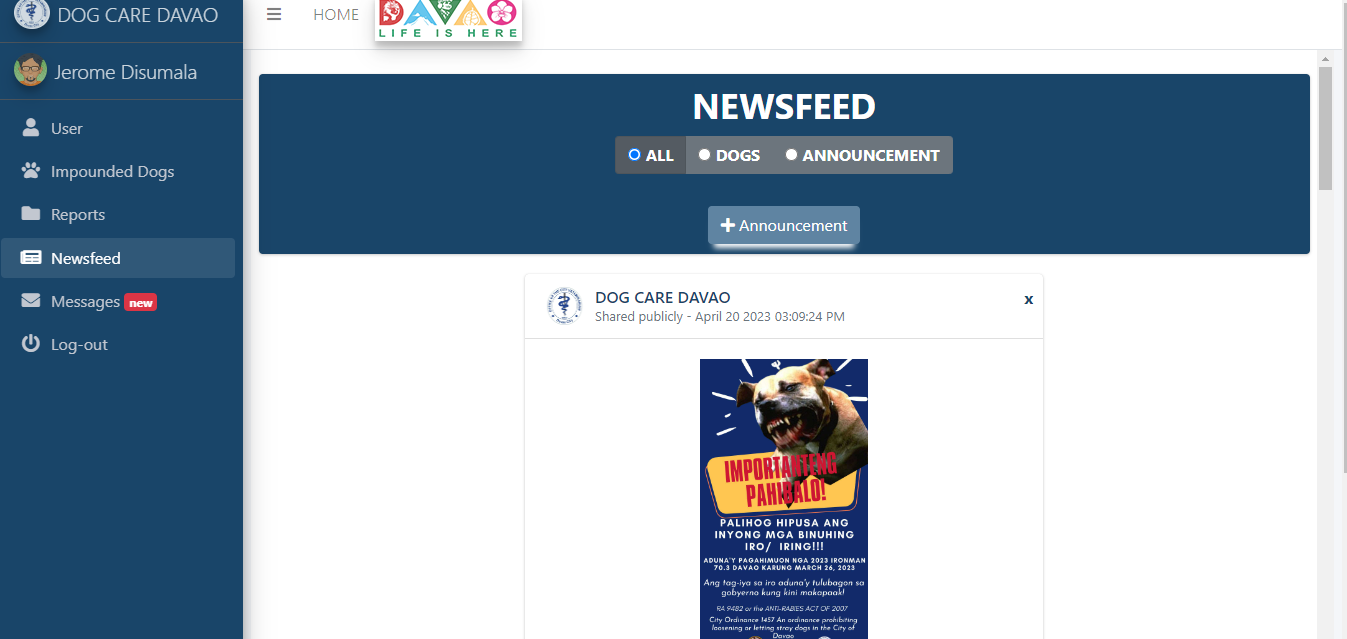 DOG CARE DAVAO
HOME
DAVAO
LIFE IS HERE
Jerome Disumala
User
Impounded Dogs
Reports
Newsfeed
Messages new
Log-out
NEWSFEED
ALL DOGS ANNOUNCEMENT
Announcement
DOG CARE DAVAO
x
Shared publicly - April 20 2023 03:09:24 PM
IMPORTANTENG
PAHIBALO!
PALIHOG HIPUSA ANG
INYONG MGA BINUHING
IRO/ IRING!!!
ADUNA'Y PAGAHIMUON NGA 2023 IRONMAN
70.3 DAVAO KARUNG MARCH 26, 2023
Ang tag-iya sa iro aduna'y tulubagon sa
gobyerno kung kini makapaak!
RA 9482 or the ANTI-RABIES ACT OF 2007
City Ordinance 1457 An ordinance prohibiting
loosening or letting stray dogs in the City of
Davao